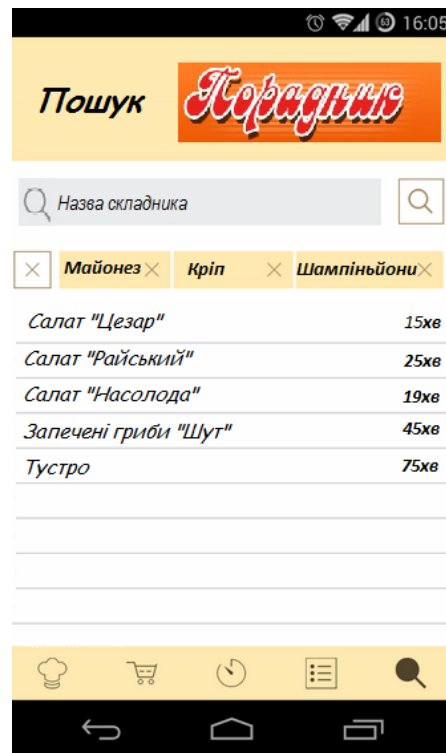 63 16:05
Пошук Порадник
Назва складника
Майонез Кріп Шампіньйони
Салат "Цезар" 15хв
Салат "Райський" 25хв
Салат "Насолода" 19хв
Запечені гриби "Шут" 45хв
Тустро 75хв